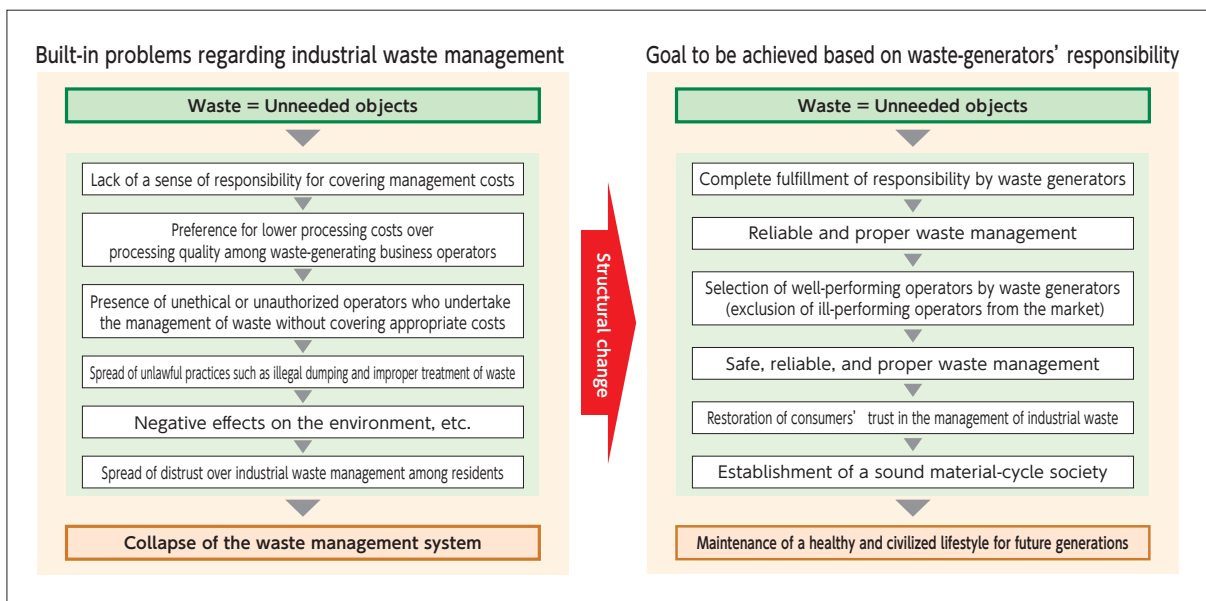 Built-in problems regarding industrial waste management
Waste = Unneeded objects
Lack of a sense of responsibility for covering management costs
Preference for lower processing costs over
processing quality among waste-generating business operators
Presence of unethical or unauthorized operators who undertake
the management of waste without covering appropriate costs
Spread of unlawful practices such as illegal dumping and improper treatment of waste
Negative effects on the environment, etc.
Spread of distrust over industrial waste management among residents
Collapse of the waste management system
Structural change
Goal to be achieved based on waste-generators’ responsibility
Waste = Unneeded objects
Complete fulfillment of responsibility by waste generators
Reliable and proper waste management
Selection of well-performing operators by waste generators
(exclusion of ill-performing operators from the market)
Safe, reliable, and proper waste management
Restoration of consumers’ trust in the management of industrial waste
Establishment of a sound material-cycle society
Maintenance of a healthy and civilized lifestyle for future generations